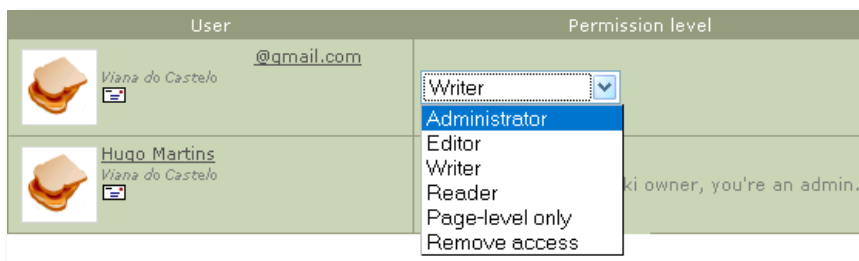 User
Permission level
@gmail.com
Viana do Castelo
Writer
Administrator
Editor
Writer
Reader
Page-level only
Remove access
Hugo Martins
Viana do Castelo
ki owner, you're an admin.